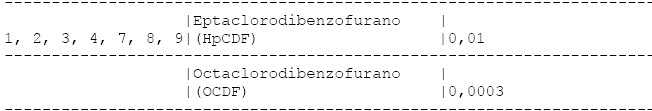 --------------------------------------------------------------------
                   |Eptaclorodibenzofurano    |
1, 2, 3, 4, 7, 8, 9|(HpCDF)                   |0,01
--------------------------------------------------------------------
                   |Octaclorodibenzofurano    |
                   |(OCDF)                    |0,0003
--------------------------------------------------------------------